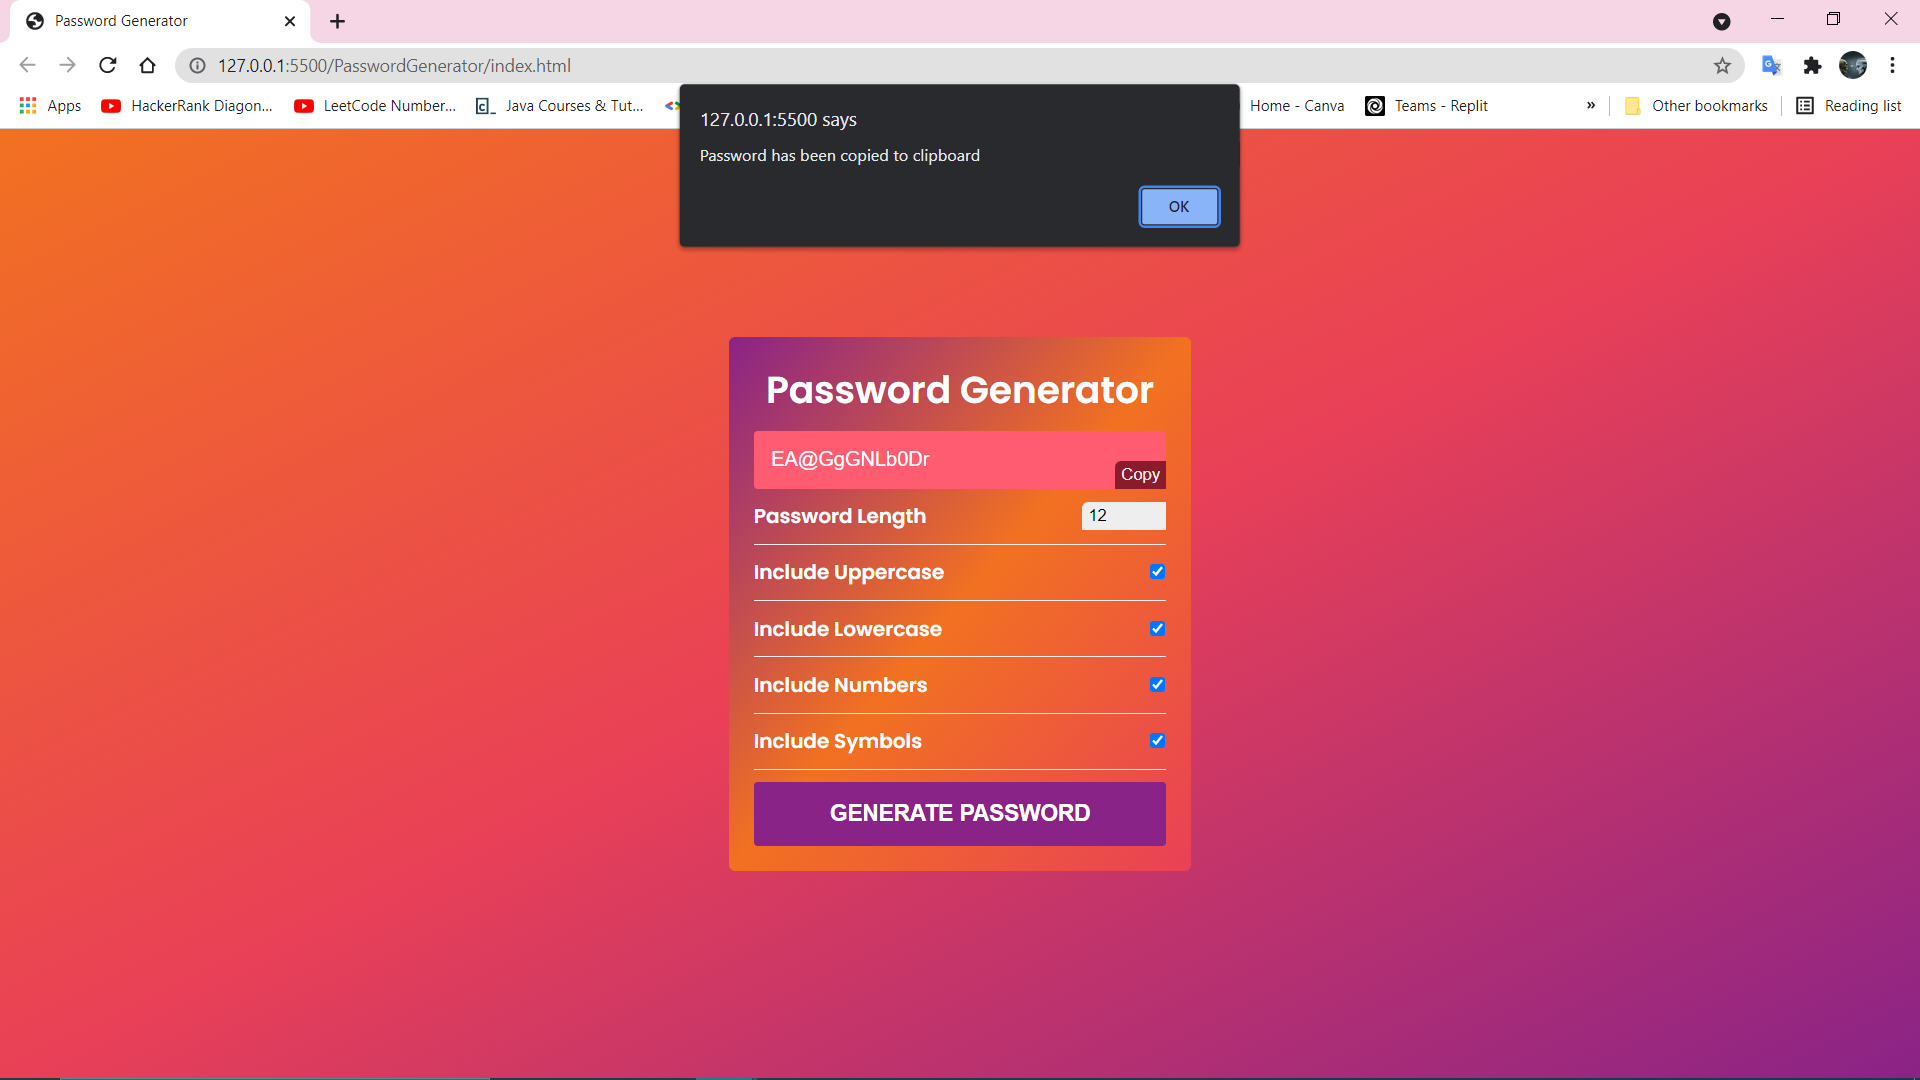 Password Generator
127.0.0.1:5500/PasswordGenerator/index.html
Apps
HackerRank Diagon...
LeetCode Number...
Java Courses & Tut...
Home - Canva
Teams - Replit
»
Other bookmarks
Reading list
127.0.0.1:5500 says
Password has been copied to clipboard
OK
Password Generator
EA@GgGNLb0Dr
Copy
Password Length
12
Include Uppercase
Include Lowercase
Include Numbers
Include Symbols
GENERATE PASSWORD